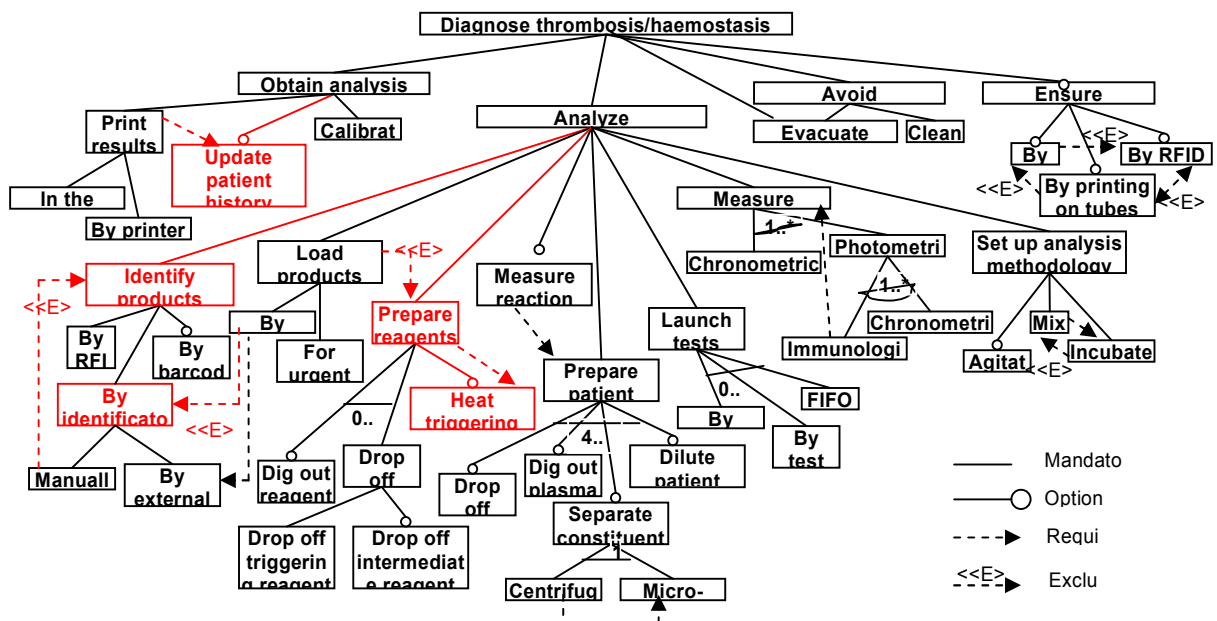 Diagnose thrombosis/haemostasis
Obtain analysis
Avoid
Ensure
Print
results
Calibrat
Analyze
Evacuate
Clean
Update
patient
history
<<E>
By
By RFID
In the
<<E>
By printing
on tubes
<<E>
By printer
Measure
1..*
Photometri
Set up analysis
methodology
Identify
products
<<E>
Load
products
<<E>
Measure
reaction
Chronometric
1..*
By
RFI
By
barcod
By
Prepare
reagents
Launch
tests
Chronometri
Mix
Immunologi
Agitat
Incubate
<<E>
For
urgent
By
identificato
<<E>
Prepare
patient
Heat
triggering
0..
FIFO
0..
By
By
test
Manuall
By
external
Dig out
reagent
Drop
off
4..
Drop
off
Dig out
plasma
Dilute
patient
Separate
constituent
Drop off
triggerin
g reagent
Drop off
intermediat
e reagent
1
Centrifug
Micro-
Mandato
Option
Requi
<<E>
Exclu